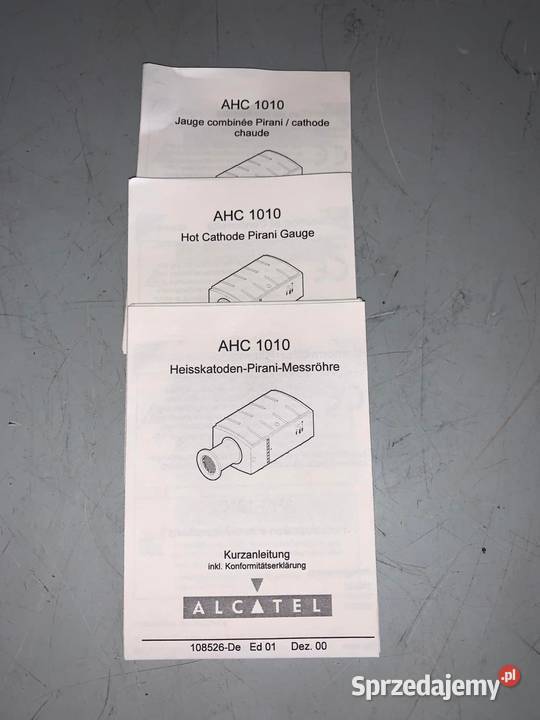 AHC 1010
Jauge combinée Pirani / cathode
chaude
AHC 1010
Hot Cathode Pirani Gauge
AHC 1010
Heisskatoden-Pirani-Messröhre
Kurzanleitung
inkl. Konformitätserklärung
ALCATEL
108526-De Ed 01 Dez. 00
Sprzedajemy.pl